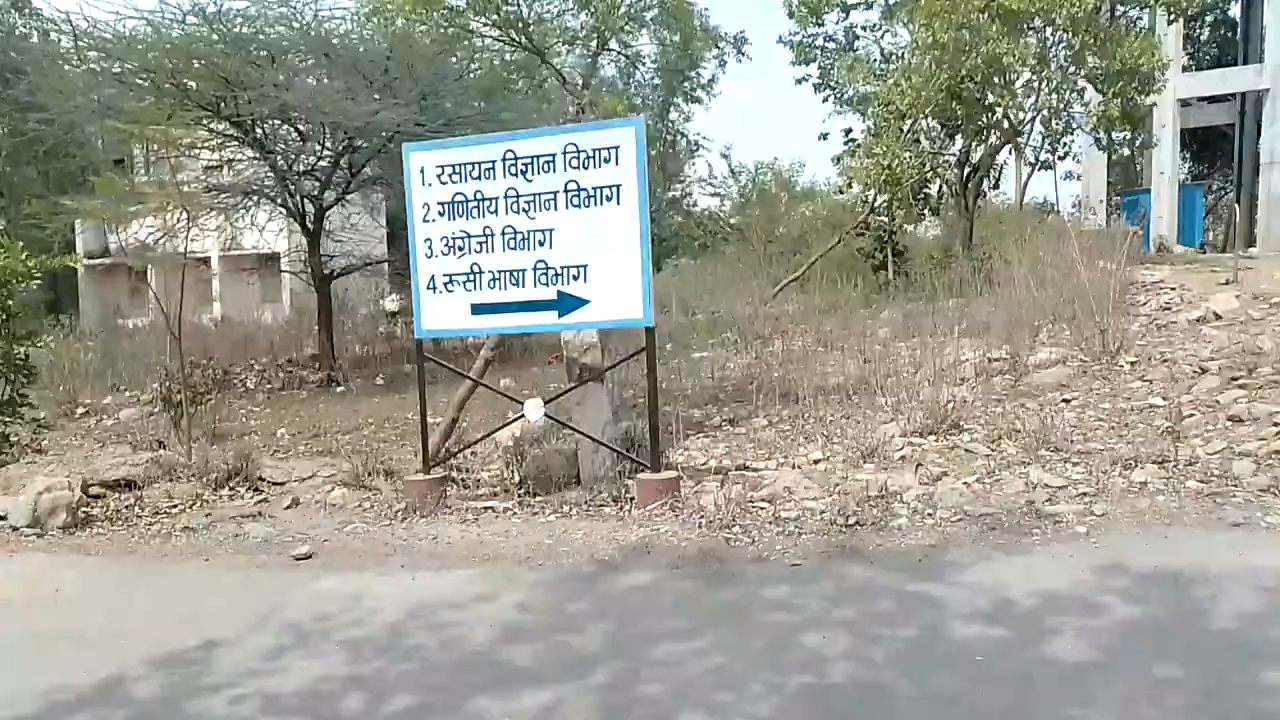 1. रसायन विज्ञान विभाग
2. गणितीय विज्ञान विभाग
3. अंग्रेजी विभाग
4. रूसी भाषा विभाग